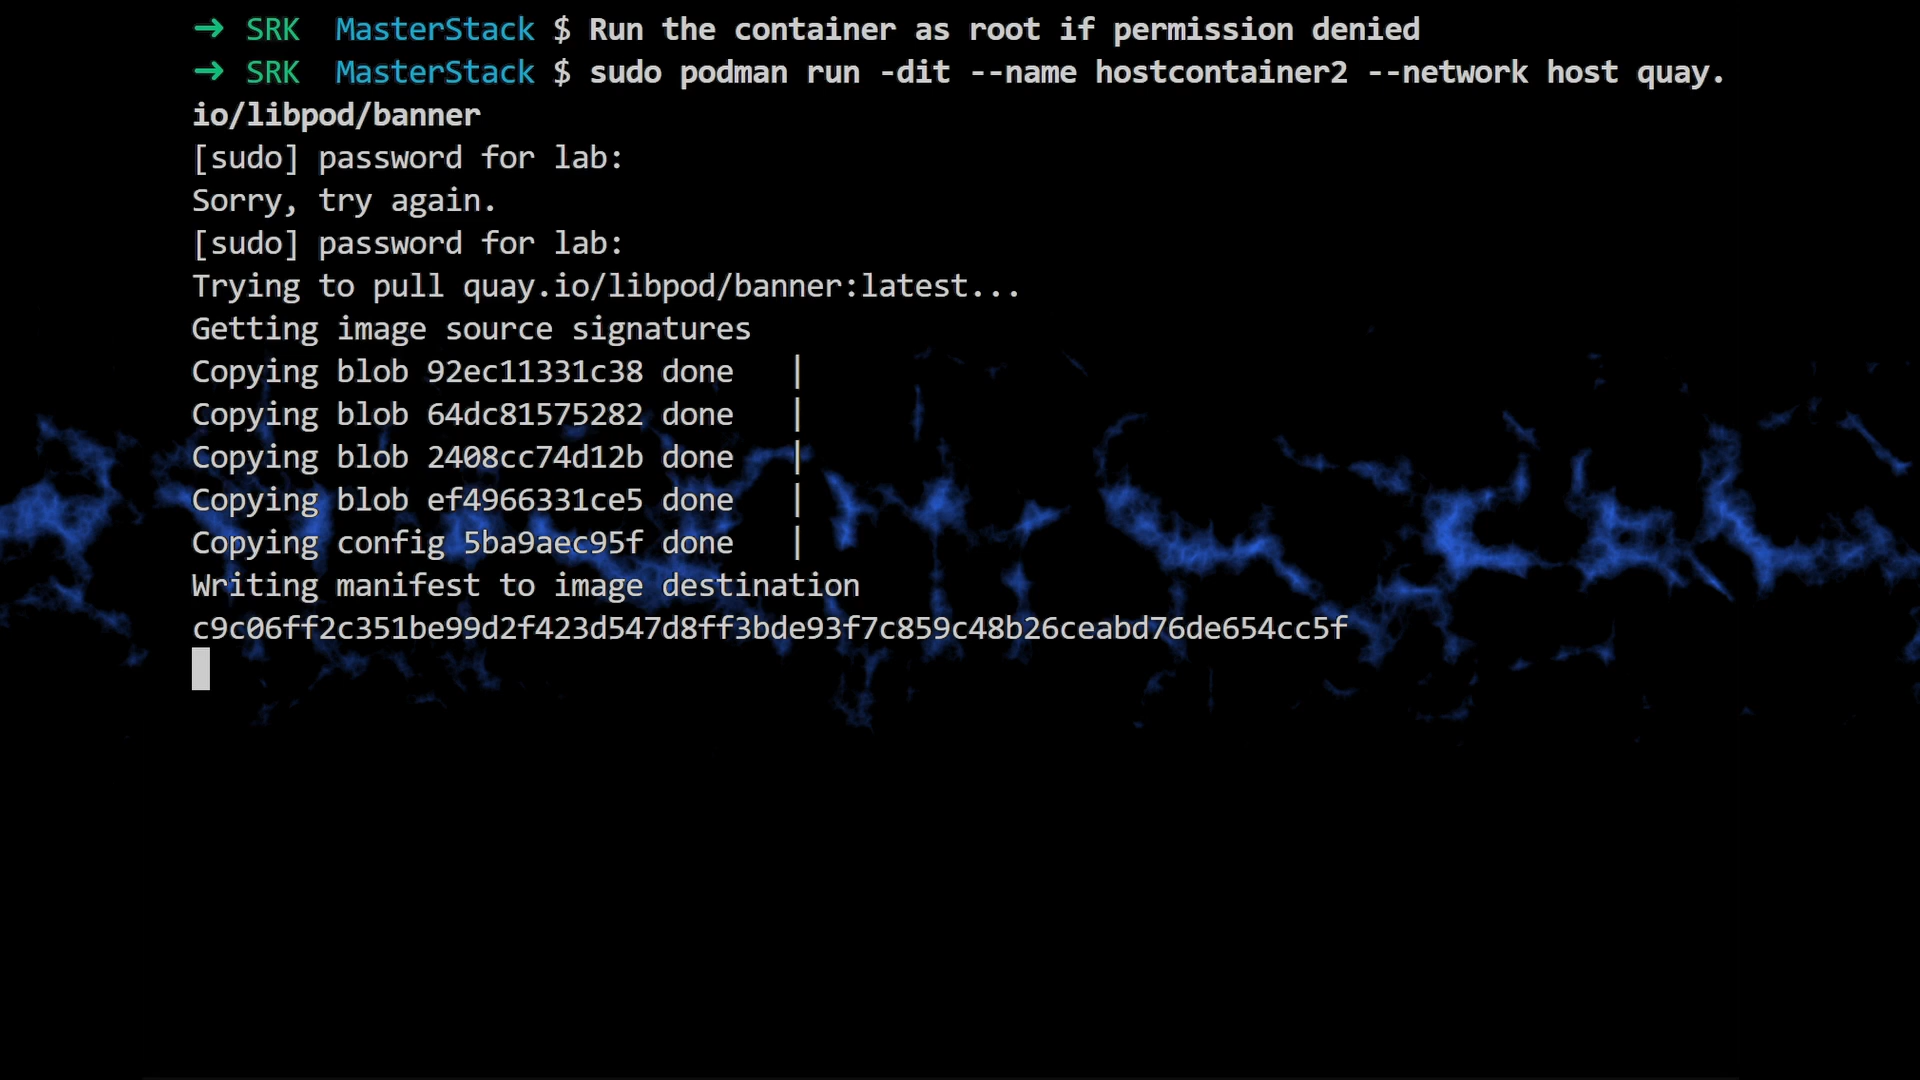 → SRK MasterStack $ Run the container as root if permission denied
→ SRK MasterStack $ sudo podman run -dit --name hostcontainer2 --network host quay.
io/libpod/banner
[sudo] password for lab:
Sorry, try again.
[sudo] password for lab:
Trying to pull quay.io/libpod/banner:latest...
Getting image source signatures
Copying blob 92ec11331c38 done |
Copying blob 64dc81575282 done |
Copying blob 2408cc74d12b done |
Copying blob ef4966331ce5 done |
Copying config 5ba9aec95f done |
Writing manifest to image destination
c9c06ff2c351be99d2f423d547d8ff3bde93f7c859c48b26ceabd76de654cc5f